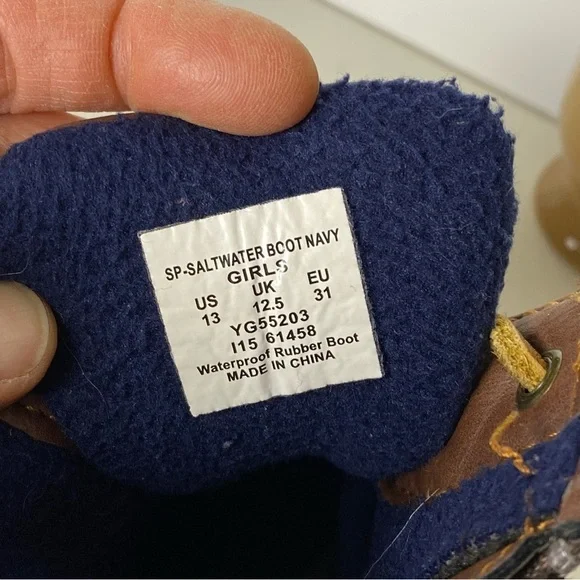 SP-SALTWATER BOOT NAVY
GIRLS
US UK EU
13 12.5 31
YG55203
I15 61458
Waterproof Rubber Boot
MADE IN CHINA